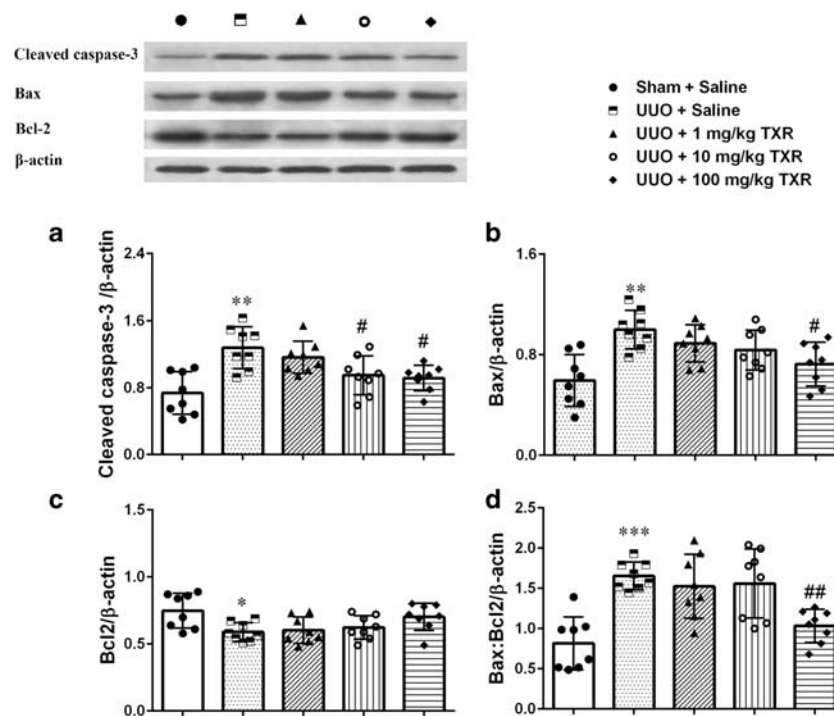 Cleaved caspase-3
Bax
Bcl-2
β-actin
Sham + Saline
UUO + Saline
UUO + 1 mg/kg TXR
UUO + 10 mg/kg TXR
UUO + 100 mg/kg TXR
a
Cleaved caspase-3 /β-actin
2.4
1.6
0.8
0.0
**
#
#
b
Bax/β-actin
1.6
0.8
0.0
**
#
c
Bcl2/β-actin
1.5
1.0
0.5
0.0
*
d
Bax:Bcl2/β-actin
2.5
2.0
1.5
1.0
0.5
0.0
***
##